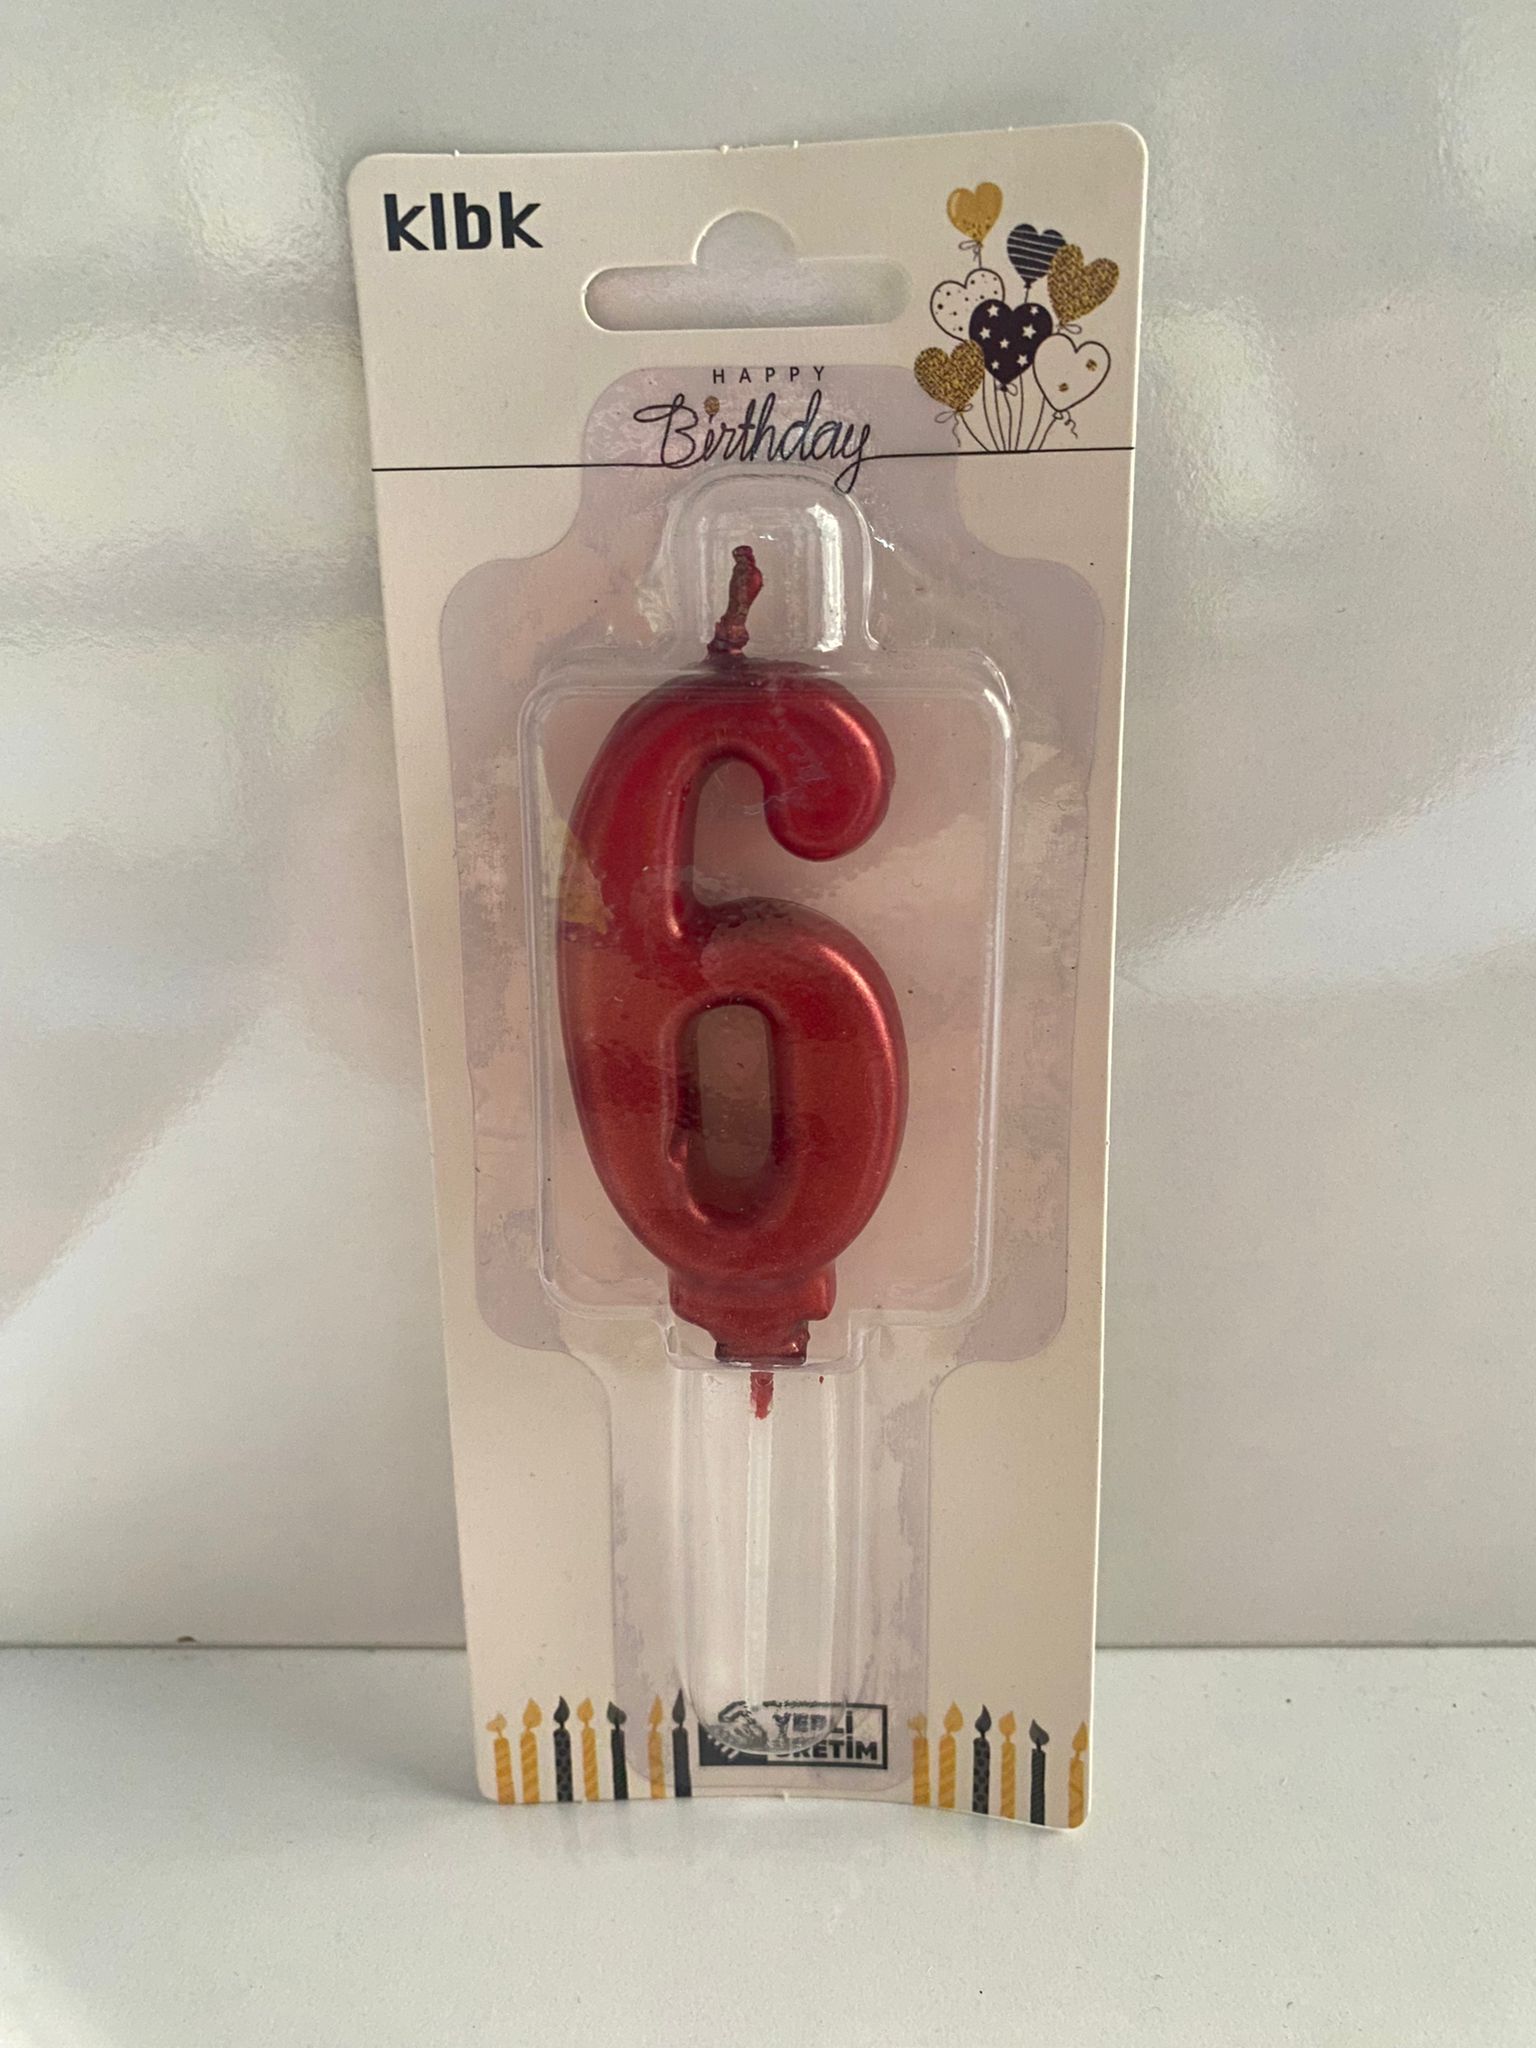 klbk
HAPPY
Birthday
6
YERLİ
ÜRETİM